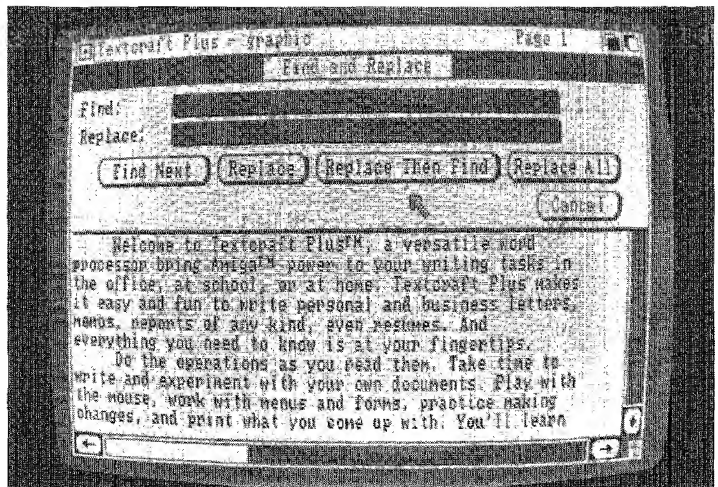 Textcraft Plus - graphic Page 1
Find and Replace
Find:
Replace:
Find Next Replace Replace Then Find Replace All
Cancel
Welcome to Textcraft Plus™, a versatile word
processor bring Amiga™ power to your writing tasks in
the office, at school, or at home. Textcraft Plus makes
it easy and fun to write personal and business letters,
memos, reports of any kind, even resumes. And
everything you need to know is at your fingertips.
Do the operations as you read them. Take time to
write and experiment with your own documents. Play with
the mouse, work with menus and forms, practice making
changes, and print what you come up with. You'll learn